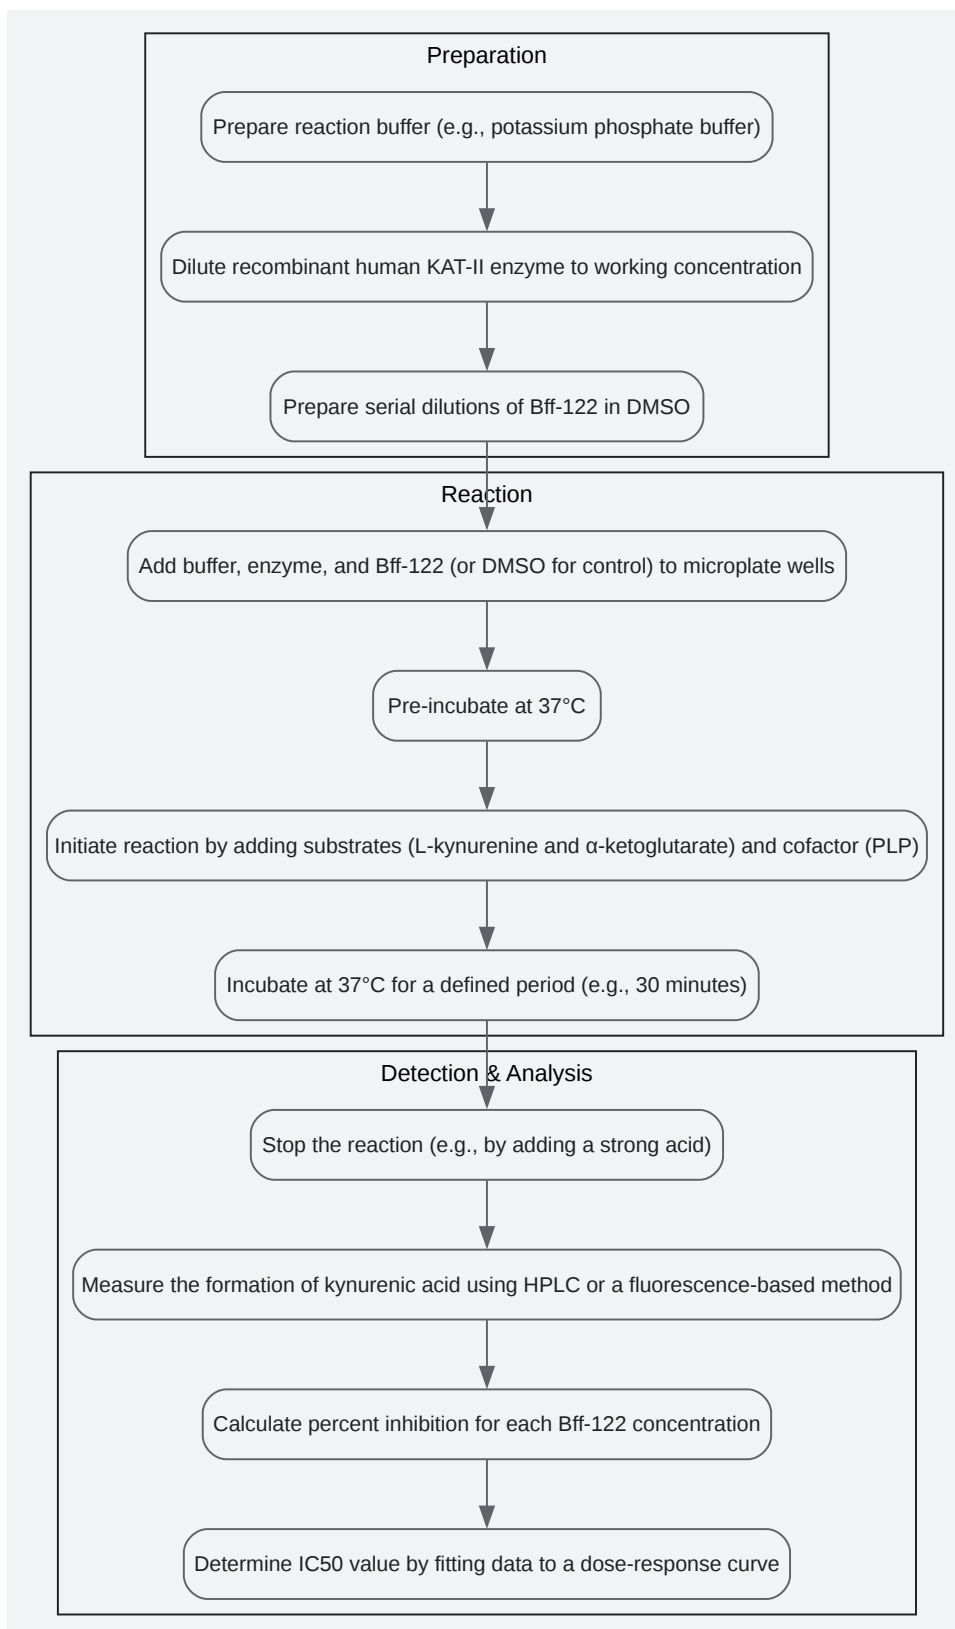 Preparation
Prepare reaction buffer (e.g., potassium phosphate buffer)
Dilute recombinant human KAT-II enzyme to working concentration
Prepare serial dilutions of Bff-122 in DMSO
Reaction
Add buffer, enzyme, and Bff-122 (or DMSO for control) to microplate wells
Pre-incubate at 37°C
Initiate reaction by adding substrates (L-kynurenine and α-ketoglutarate) and cofactor (PLP)
Incubate at 37°C for a defined period (e.g., 30 minutes)
Detection & Analysis
Stop the reaction (e.g., by adding a strong acid)
Measure the formation of kynurenic acid using HPLC or a fluorescence-based method
Calculate percent inhibition for each Bff-122 concentration
Determine IC50 value by fitting data to a dose-response curve